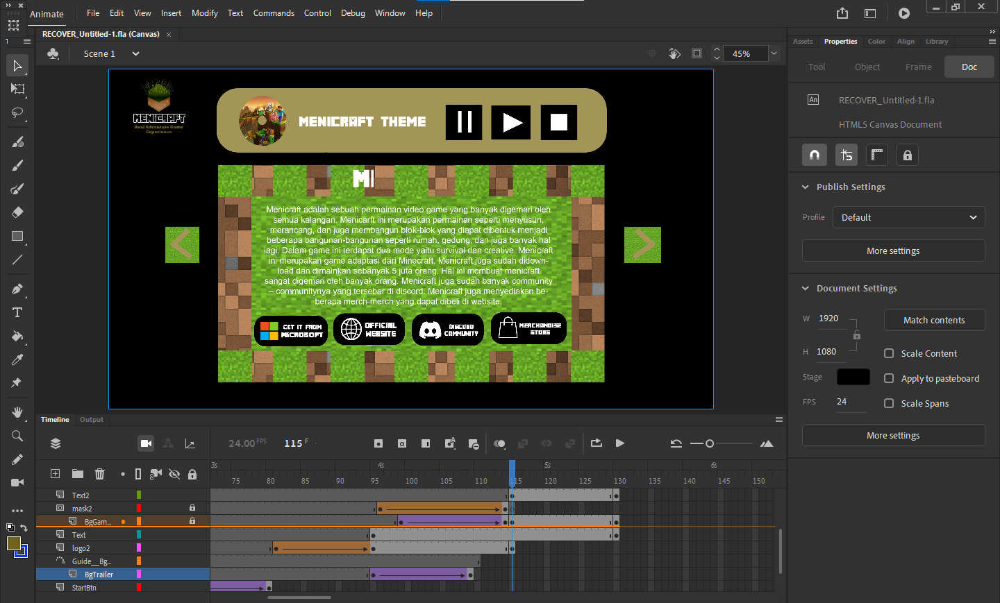 Animate
File Edit View Insert Modify Text Commands Control Debug Window Help
RECOVER_Untitled-1.fla (Canvas)
Scene 1
45%
MENICRAFT
Real Adventure Game
Experience
MENICRAFT THEME
MI
Menicraft adalah sebuah permainan video game yang banyak digemari oleh
semua kalangan. Menicarft ini merupakan permainan seperti menyusun,
merancang, dan juga membangun blok-blok yang diapat dibentuk menjadi
beberapa bangunan-bangunan seperti rumah, gedung, dan juga banyak hal
lagi. Dalam game ini terdapat dua mode yaitu survival dan creative. Menicraft
ini merupakan game adaptasi dari Minecraft. Menicraft juga sudah didown-
load dan dimainkan sebanyak 5 juta orang. Hal ini membuat menicraft
sangat digemari oleh banyak orang. Menicraft juga sudah banyak community
– communitynya yang tersebar di discord. Menicraft juga menyediakan be-
berapa merch-merch yang dapat dibeli di website.
GET IT FROM
MICROSOFT
OFFICIAL
WEBSITE
DISCORD
COMMUNITY
MERCHANDISE
STORE
Assets Properties Color Align Library
Tool Object Frame Doc
An RECOVER_Untitled-1.fla
HTML5 Canvas Document
Publish Settings
Profile Default
More settings
Document Settings
W 1920
Match contents
H 1080
Scale Content
Stage
Apply to pasteboard
FPS 24
Scale Spans
More settings
Timeline Output
24.00 FPS 115 F
3s 4s 5s 6s
75 80 85 90 95 100 105 110 115 120 125 130 135 140 145 150
Text2
mask2
BgGam...
Text
logo2
Guide__Bg...
BgTrailer
StartBtn